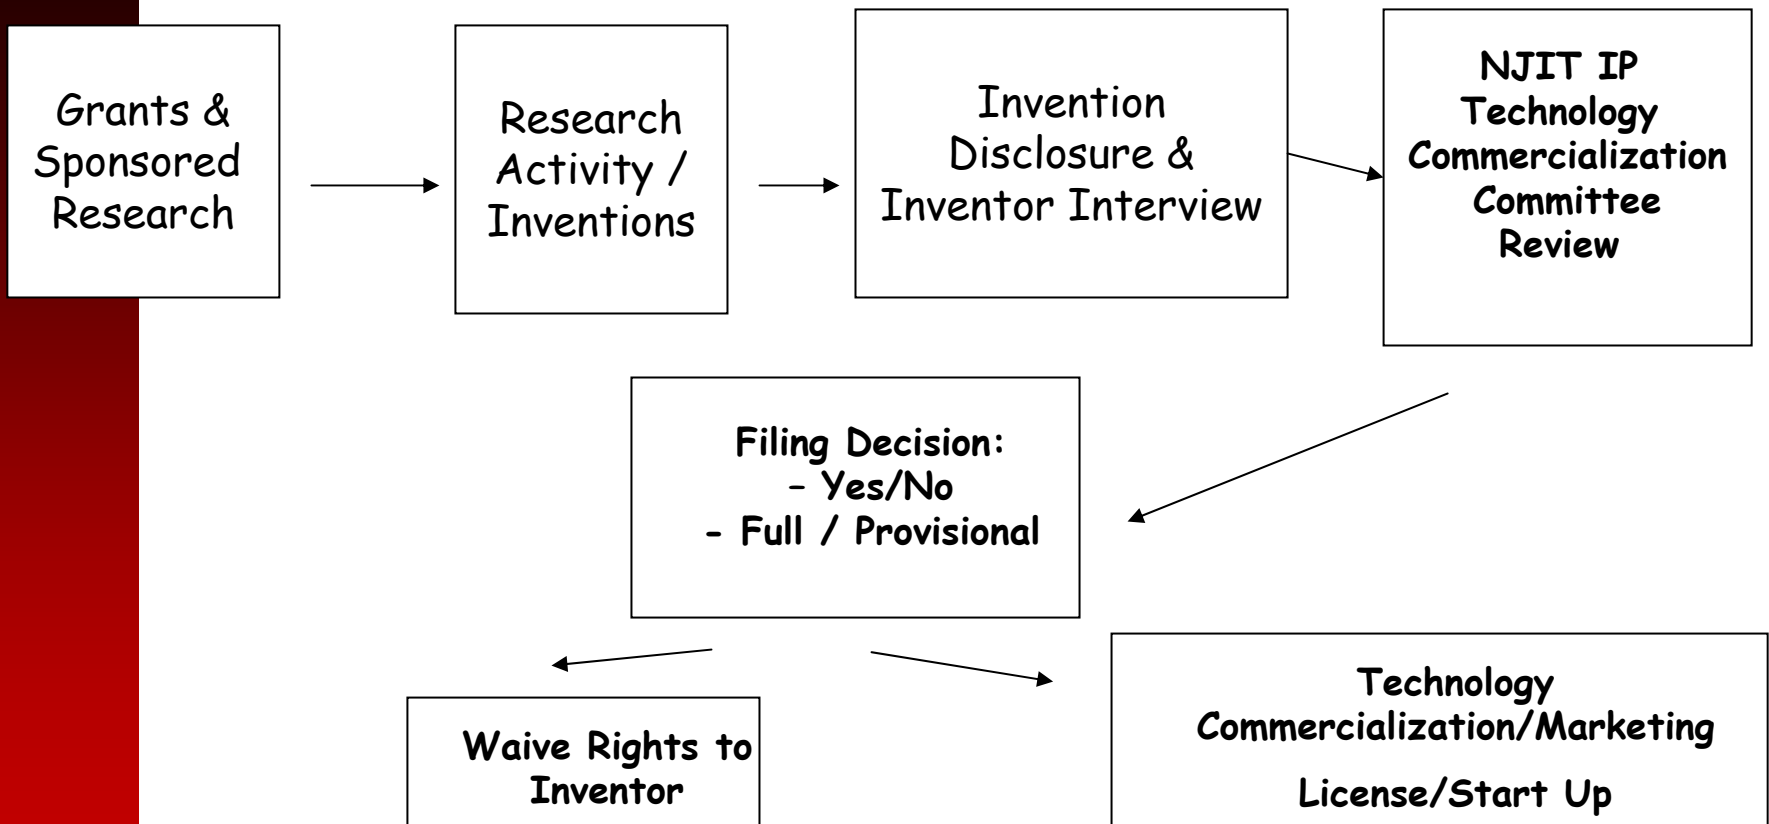 Grants &
Sponsored
Research
Research
Activity /
Inventions
Invention
Disclosure &
Inventor Interview
NJIT IP
Technology
Commercialization
Committee
Review
Filing Decision:
- Yes/No
- Full / Provisional
Waive Rights to
Inventor
Technology
Commercialization/Marketing
License/Start Up